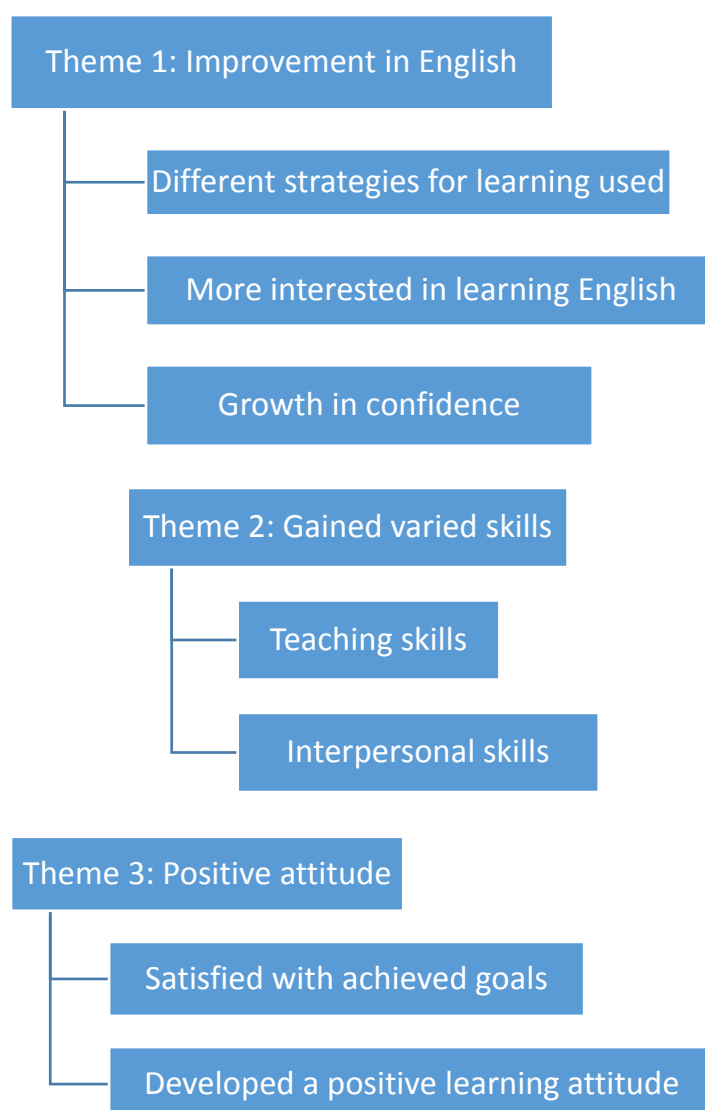 Theme 1: Improvement in English
Different strategies for learning used
More interested in learning English
Growth in confidence
Theme 2: Gained varied skills
Teaching skills
Interpersonal skills
Theme 3: Positive attitude
Satisfied with achieved goals
Developed a positive learning attitude